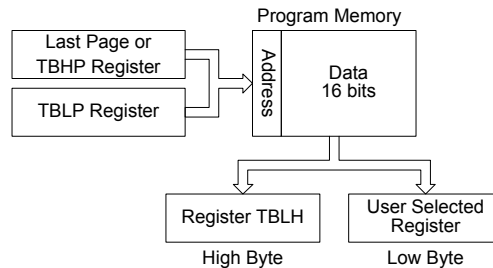 Program Memory
Last Page or
TBHP Register
TBLP Register
Address
Data
16 bits
Register TBLH
High Byte
User Selected
Register
Low Byte